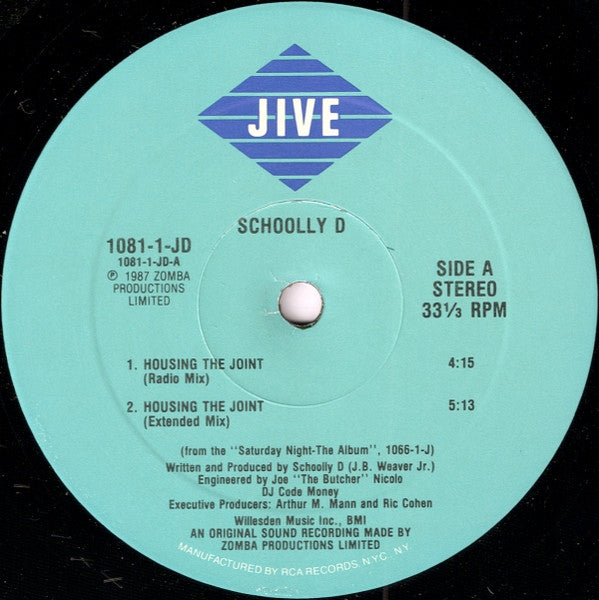 JIVE
SCHOOLLY D
1081-1-JD
1081-1-JD-A
℗ 1987 ZOMBA
PRODUCTIONS
LIMITED
SIDE A
STEREO
33⅓ RPM
1. HOUSING THE JOINT 4:15
(Radio Mix)
2. HOUSING THE JOINT 5:13
(Extended Mix)
(from the "Saturday Night-The Album", 1066-1-J)
Written and Produced by Schoolly D (J.B. Weaver Jr.)
Engineered by Joe "The Butcher" Nicolo
DJ Code Money
Executive Producers: Arthur M. Mann and Ric Cohen
Willesden Music Inc., BMI
AN ORIGINAL SOUND RECORDING MADE BY
ZOMBA PRODUCTIONS LIMITED
MANUFACTURED BY RCA RECORDS, N.Y.C., N.Y.